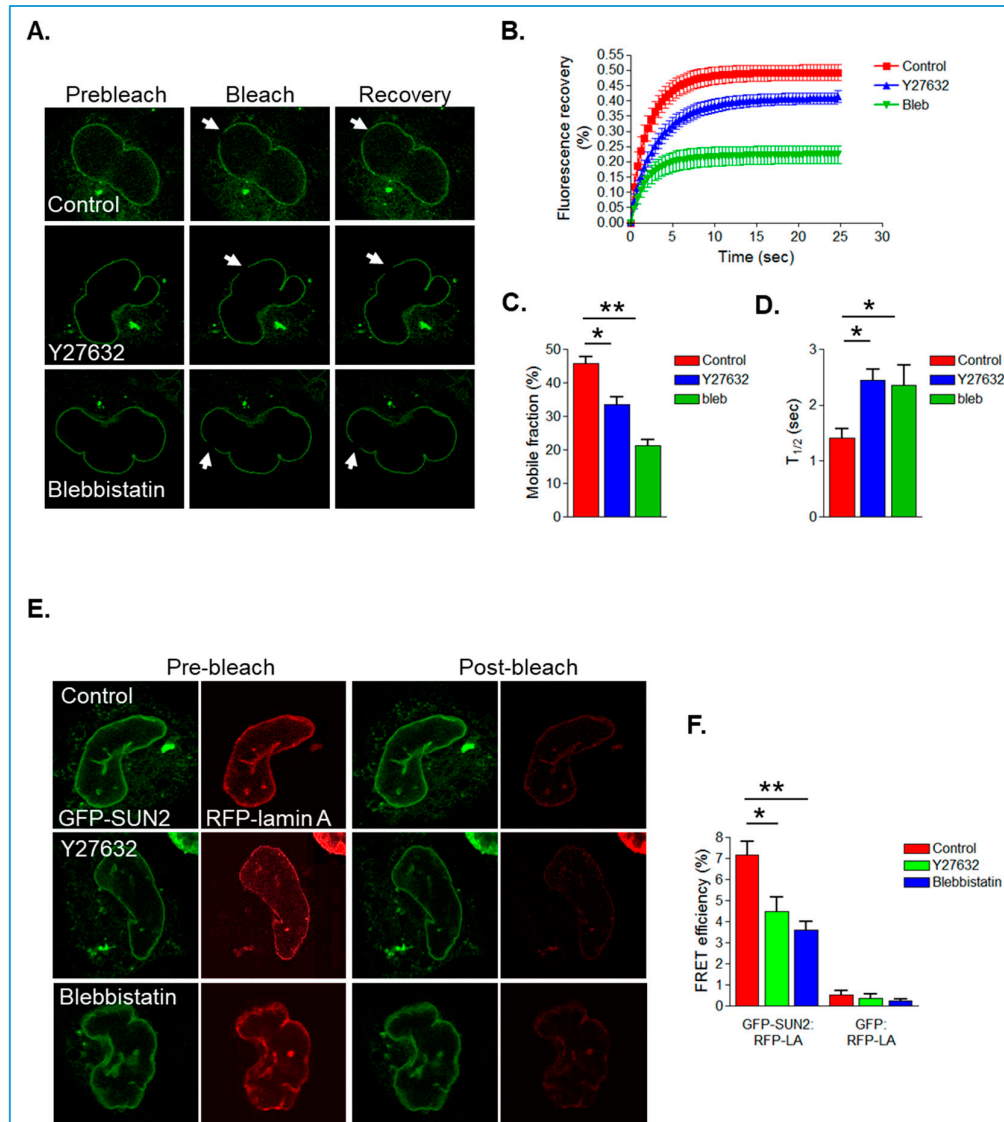 A.
Prebleach Bleach Recovery
Control
Y27632
Blebbistatin
B.
0.55
0.50
0.45
0.40
0.35
0.30
0.25
0.20
0.15
0.10
0.05
0.00
Fluorescence recovery
(%)
0 5 10 15 20 25 30
Time (sec)
Control
Y27632
Bleb
C.
**
*
50
40
30
20
10
0
Mobile fraction (%)
Control
Y27632
bleb
D.
*
*
3
2
1
0
T1/2 (sec)
Control
Y27632
bleb
E.
Pre-bleach Post-bleach
Control
GFP-SUN2 RFP-lamin A
Y27632
Blebbistatin
F.
**
*
8
7
6
5
4
3
2
1
0
FRET efficiency (%)
Control
Y27632
Blebbistatin
GFP-SUN2: GFP:
RFP-LA RFP-LA